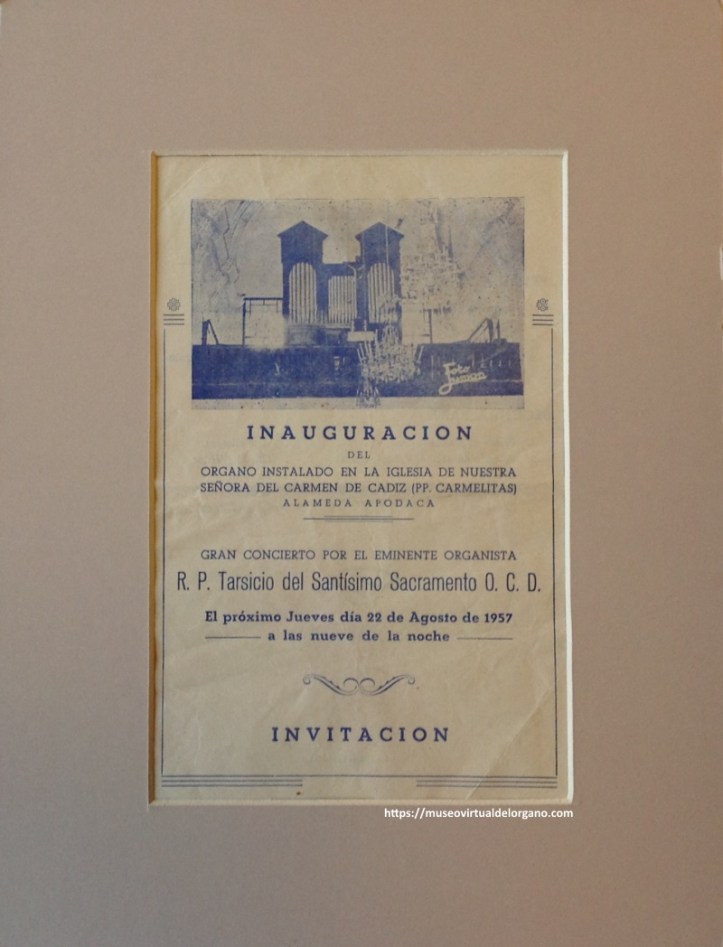 Foto
Juman
INAUGURACION
DEL
ORGANO INSTALADO EN LA IGLESIA DE NUESTRA
SEÑORA DEL CARMEN DE CADIZ (PP. CARMELITAS)
ALAMEDA APODACA
GRAN CONCIERTO POR EL EMINENTE ORGANISTA
R. P. Tarsicio del Santísimo Sacramento O. C. D.
El próximo Jueves día 22 de Agosto de 1957
a las nueve de la noche
INVITACION
https://museovirtualdelorgano.com